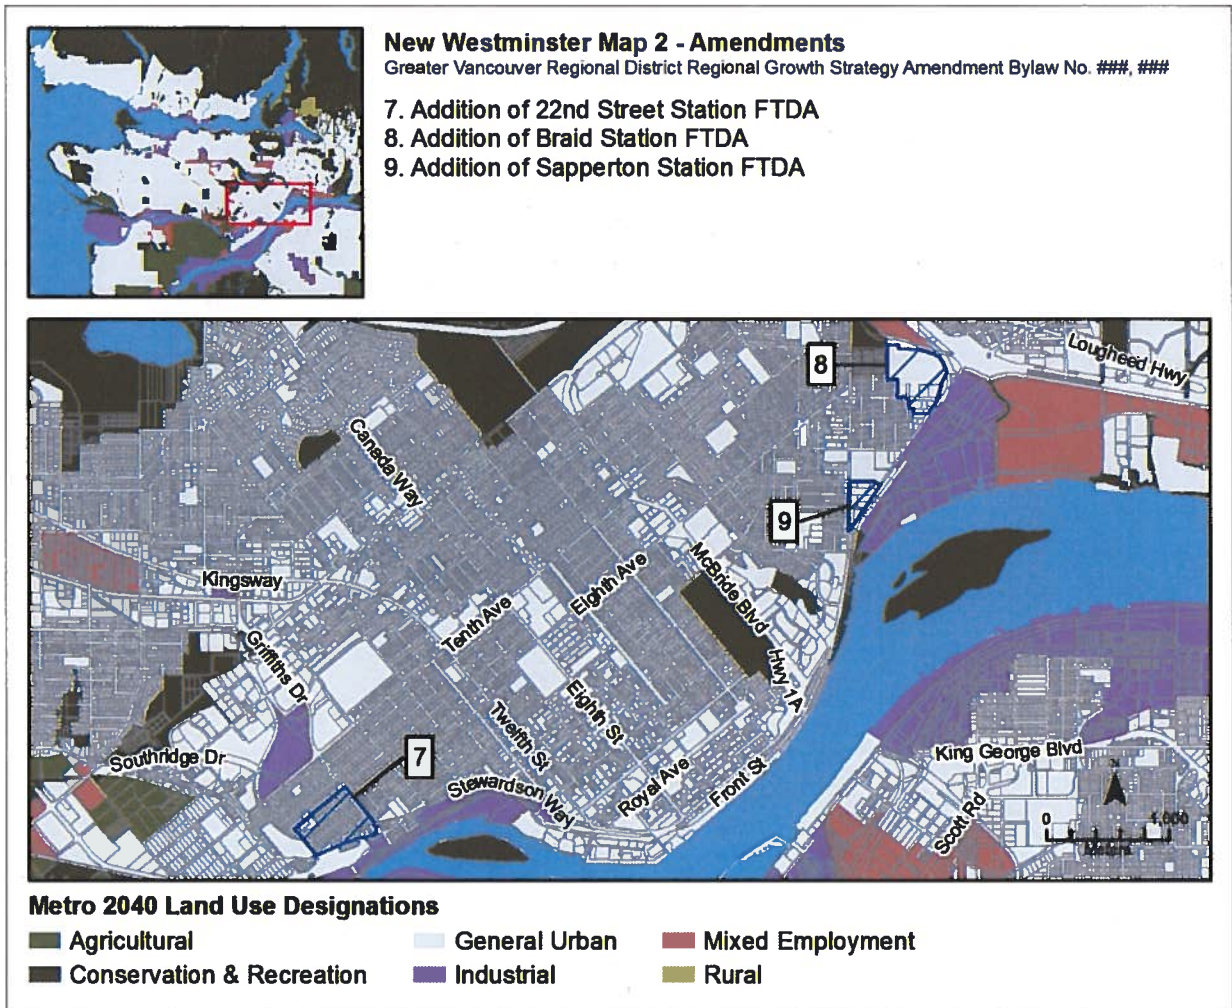 New Westminster Map 2 - Amendments
Greater Vancouver Regional District Regional Growth Strategy Amendment Bylaw No. ###, ###
7. Addition of 22nd Street Station FTDA
8. Addition of Braid Station FTDA
9. Addition of Sapperton Station FTDA
8
Lougheed Hwy
Canada Way
9
Kingsway
McBride Blvd
Eighth Ave
Tenth Ave
Griffiths Dr
Hwy 1A
Eighth St
Twelfth St
7
Southridge Dr
Stewardson Way
Royal Ave
Front St
King George Blvd
Scott Rd
N
0 1,000
Meters
Metro 2040 Land Use Designations
Agricultural
General Urban
Mixed Employment
Conservation & Recreation
Industrial
Rural